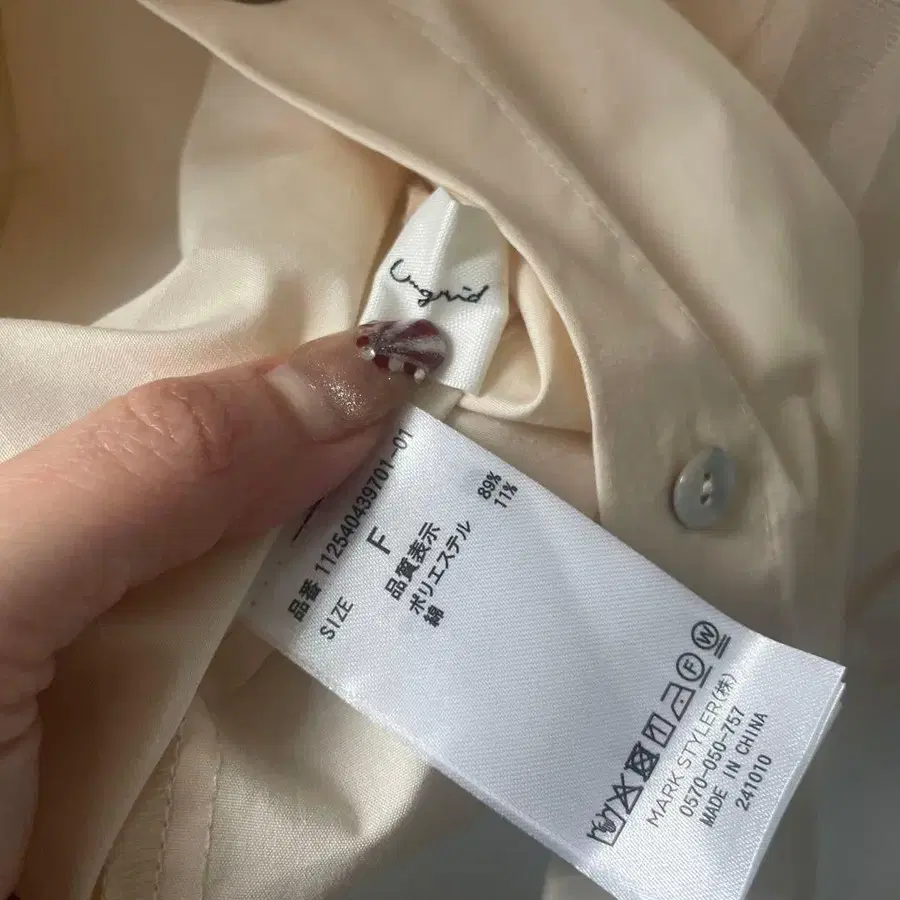 Ungrid
品番 112540439701-01
SIZE F
品質表示
ポリエステル 89%
綿 11%
MARK STYLER(株)
0570-050-757
MADE IN CHINA
241010